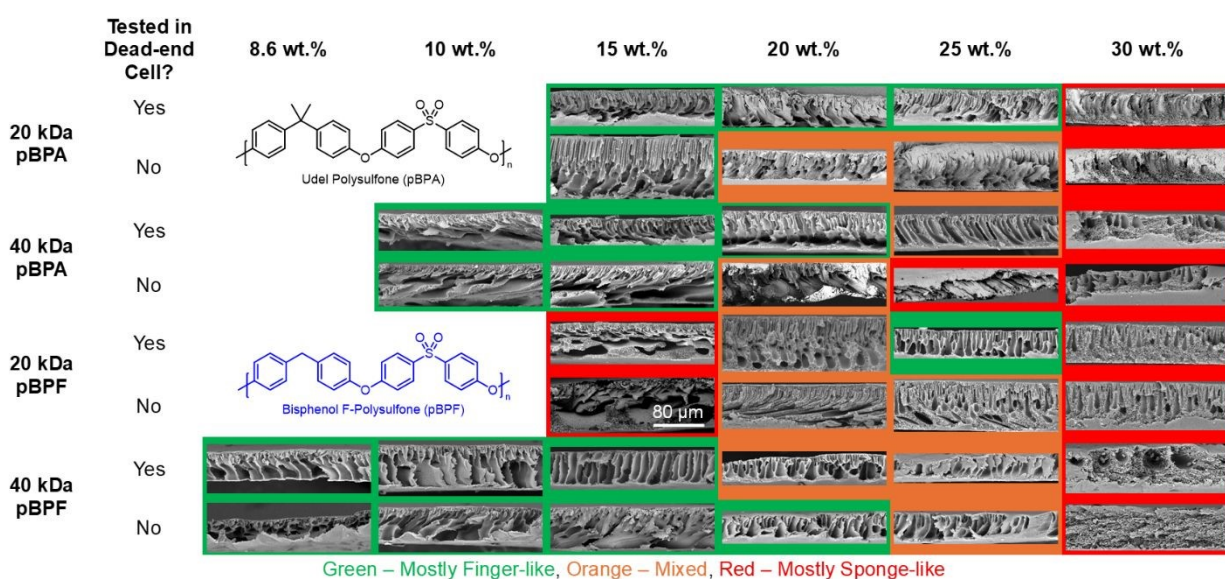 Tested in
Dead-end
Cell?
8.6 wt.%
10 wt.%
15 wt.%
20 wt.%
25 wt.%
30 wt.%
20 kDa
pBPA
Yes
No
O
O
S
O
O
n
Udel Polysulfone (pBPA)
40 kDa
pBPA
Yes
No
20 kDa
pBPF
Yes
No
O
O
S
O
O
n
Bisphenol F-Polysulfone (pBPF)
80 µm
40 kDa
pBPF
Yes
No
Green – Mostly Finger-like, Orange – Mixed, Red – Mostly Sponge-like